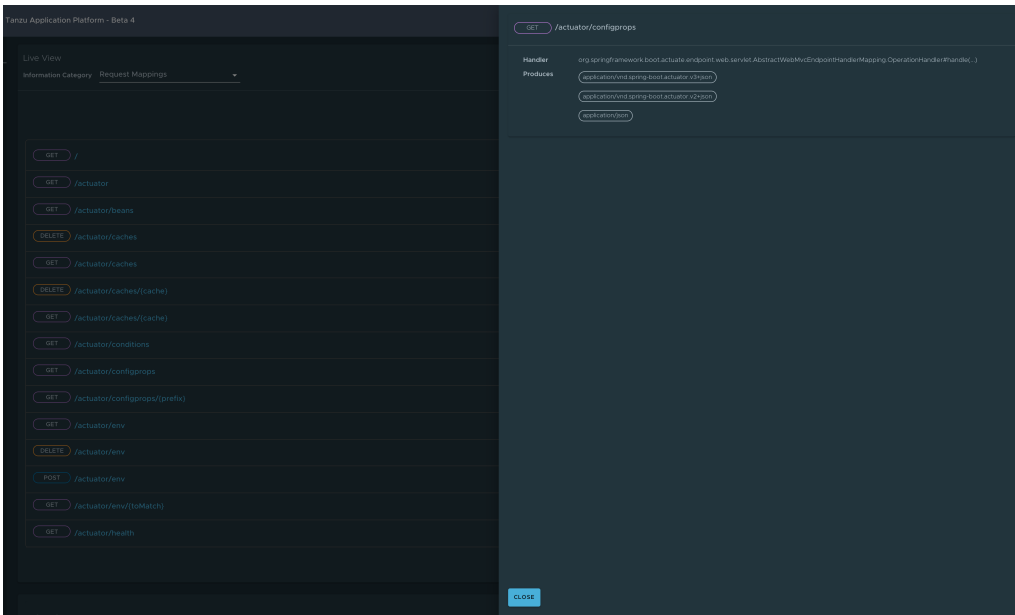 Tanzu Application Platform - Beta 4
Live View
Information Category Request Mappings
GET /
GET /actuator
GET /actuator/beans
DELETE /actuator/caches
GET /actuator/caches
DELETE /actuator/caches/{cache}
GET /actuator/caches/{cache}
GET /actuator/conditions
GET /actuator/configprops
GET /actuator/configprops/{prefix}
GET /actuator/env
DELETE /actuator/env
POST /actuator/env
GET /actuator/env/{toMatch}
GET /actuator/health
GET /actuator/configprops
Handler org.springframework.boot.actuate.endpoint.web.servlet.AbstractWebMvcEndpointHandlerMapping.OperationHandler#handle(..)
Produces application/vnd.spring-boot.actuator.v3+json
application/vnd.spring-boot.actuator.v2+json
application/json
CLOSE